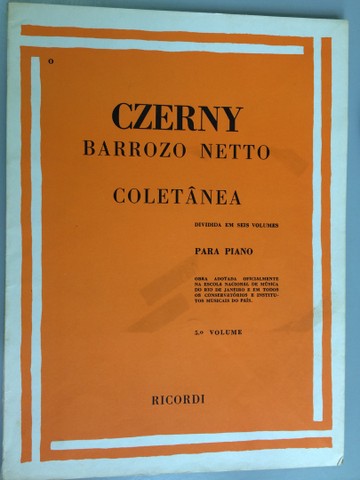 O
CZERNY
BARROZO NETTO
COLETÂNEA
DIVIDIDA EM SEIS VOLUMES
PARA PIANO
OBRA ADOTADA OFICIALMENTE
NA ESCOLA NACIONAL DE MÚSICA
DO RIO DE JANEIRO E EM TODOS
OS CONSERVATÓRIOS E INSTITU-
TOS MUSICAIS DO PAÍS.
2.º VOLUME
RICORDI